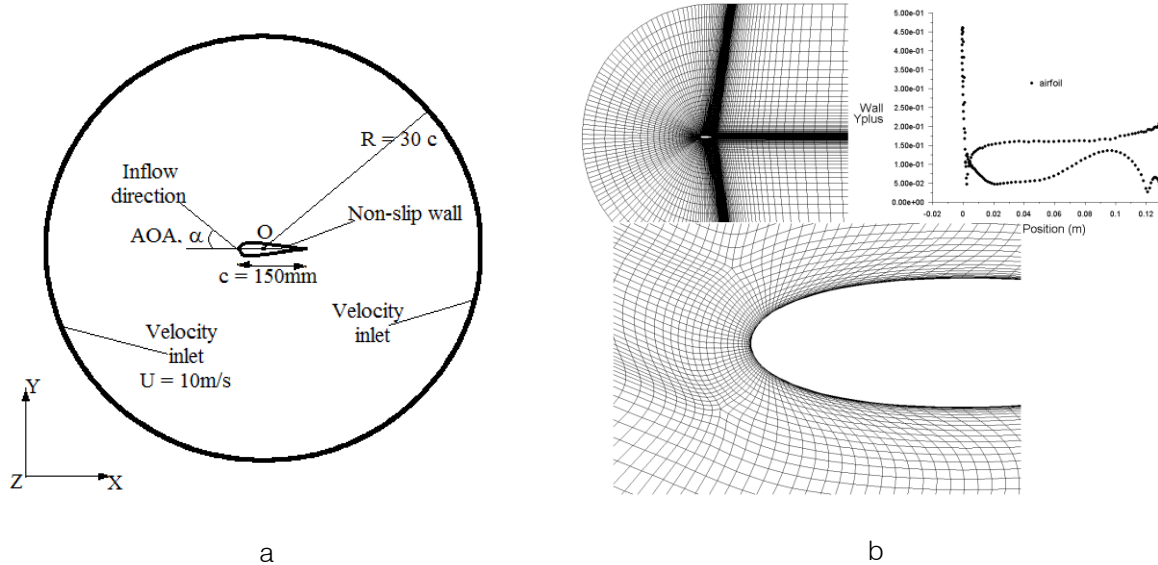 R = 30 c
Inflow
direction
Non-slip wall
AOA, α
O
c = 150mm
Velocity
inlet
Velocity
inlet
U = 10m/s
Y
Z
X
a
5.00e-01
4.50e-01
4.00e-01
3.50e-01
3.00e-01
2.50e-01
2.00e-01
1.50e-01
1.00e-01
5.00e-02
0.00e+00
Wall
Yplus
airfoil
-0.02
0
0.02
0.04
0.06
0.08
0.1
0.12
Position (m)
b